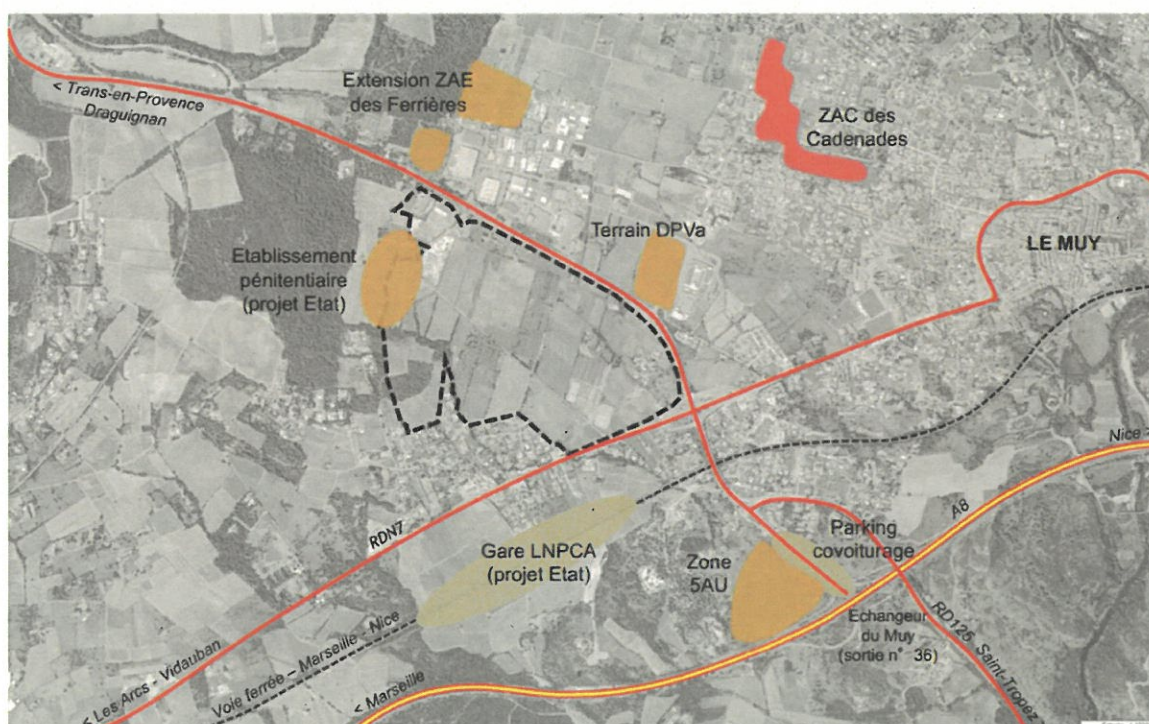 < Trans-en-Provence
Draguignan
Extension ZAE
des Ferrières
ZAC des
Cadenades
LE MUY
Terrain DPVa
Etablissement
pénitentiaire
(projet Etat)
Nice >
A8
RDN7
Gare LNPCA
(projet Etat)
Zone
5AU
Parking
covoiturage
Echangeur
du Muy
(sortie n° 36)
RD125 Saint-Tropez
Voie ferrée – Marseille - Nice
< Les Arcs - Vidauban
< Marseille